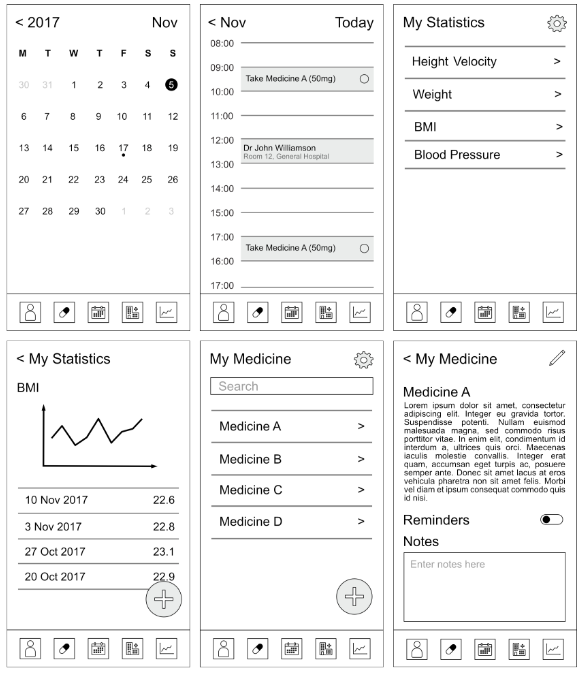 < 2017 Nov
M T W T F S S
30 31 1 2 3 4 5
6 7 8 9 10 11 12
13 14 15 16 17 18 19
20 21 22 23 24 25 26
27 28 29 30 1 2 3
< Nov Today
08:00
09:00
Take Medicine A (50mg)
10:00
11:00
12:00
Dr John Williamson
Room 12, General Hospital
13:00
14:00
15:00
17:00
Take Medicine A (50mg)
16:00
17:00
My Statistics
Height Velocity >
Weight >
BMI >
Blood Pressure >
< My Statistics
BMI
10 Nov 2017 22.6
3 Nov 2017 22.8
27 Oct 2017 23.1
20 Oct 2017 22.9
My Medicine
Search
Medicine A >
Medicine B >
Medicine C >
Medicine D >
< My Medicine
Medicine A
Lorem ipsum dolor sit amet, consectetur
adipiscing elit. Integer eu gravida tortor.
Suspendisse potenti. Nullam euismod
malesuada magna, sed commodo risus
porttitor vitae. In enim elit, condimentum id
interdum a, ultrices quis orci. Maecenas
iaculis molestie convallis. Integer erat
quam, accumsan eget turpis ac, posuere
semper ante. Donec sit amet lacus at eros
vehicula pharetra non sit amet felis. Morbi
vel diam et ipsum consequat commodo quis
id nisi.
Reminders
Notes
Enter notes here